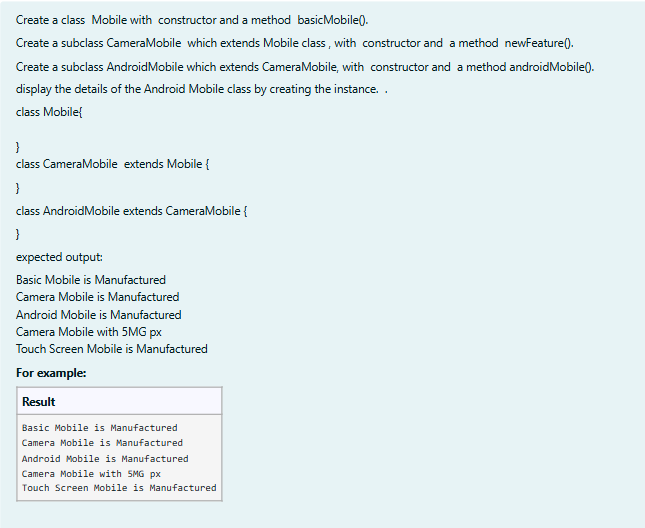 Create a class Mobile with constructor and a method basicMobile().
Create a subclass CameraMobile which extends Mobile class , with constructor and a method newFeature().
Create a subclass AndroidMobile which extends CameraMobile, with constructor and a method androidMobile().
display the details of the Android Mobile class by creating the instance. .
class Mobile{
}
class CameraMobile extends Mobile {
}
class AndroidMobile extends CameraMobile {
}
expected output:
Basic Mobile is Manufactured
Camera Mobile is Manufactured
Android Mobile is Manufactured
Camera Mobile with 5MG px
Touch Screen Mobile is Manufactured
For example:
Result
Basic Mobile is Manufactured
Camera Mobile is Manufactured
Android Mobile is Manufactured
Camera Mobile with 5MG px
Touch Screen Mobile is Manufactured